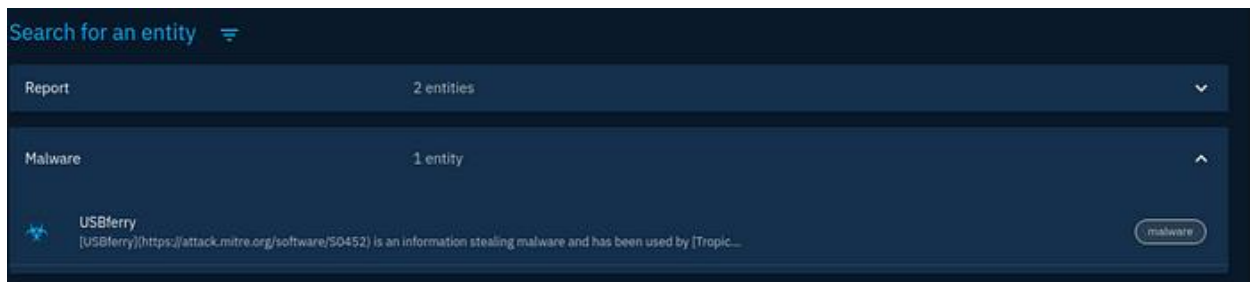 Search for an entity
Report 2 entities
Malware 1 entity
USBferry
[USBferry](https://attack.mitre.org/software/S0452) is an information stealing malware and has been used by [Tropic...
malware